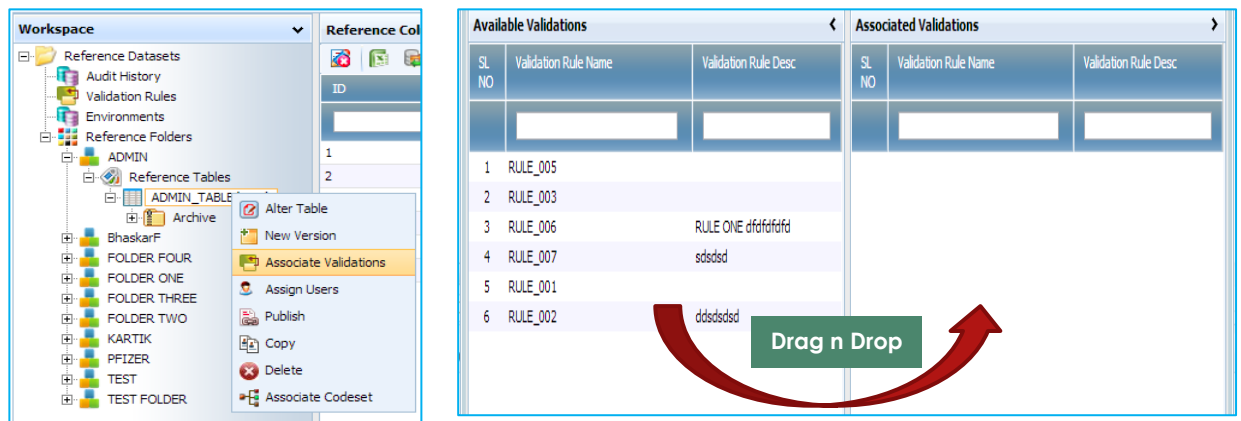 Workspace
Reference Datasets
Audit History
Validation Rules
Environments
Reference Folders
ADMIN
Reference Tables
ADMIN_TABLE
Archive
BhaskarF
FOLDER FOUR
FOLDER ONE
FOLDER THREE
FOLDER TWO
KARTIK
PFIZER
TEST
TEST FOLDER
Reference Col
ID
1
2
Alter Table
New Version
Associate Validations
Assign Users
Publish
Copy
Delete
Associate Codeset
Available Validations
SL NO Validation Rule Name Validation Rule Desc
1 RULE_005
2 RULE_003
3 RULE_006 RULE ONE dfdfdfdfd
4 RULE_007 sdsdsd
5 RULE_001
6 RULE_002 ddsdsdsd
Associated Validations
SL NO Validation Rule Name Validation Rule Desc
Drag n Drop